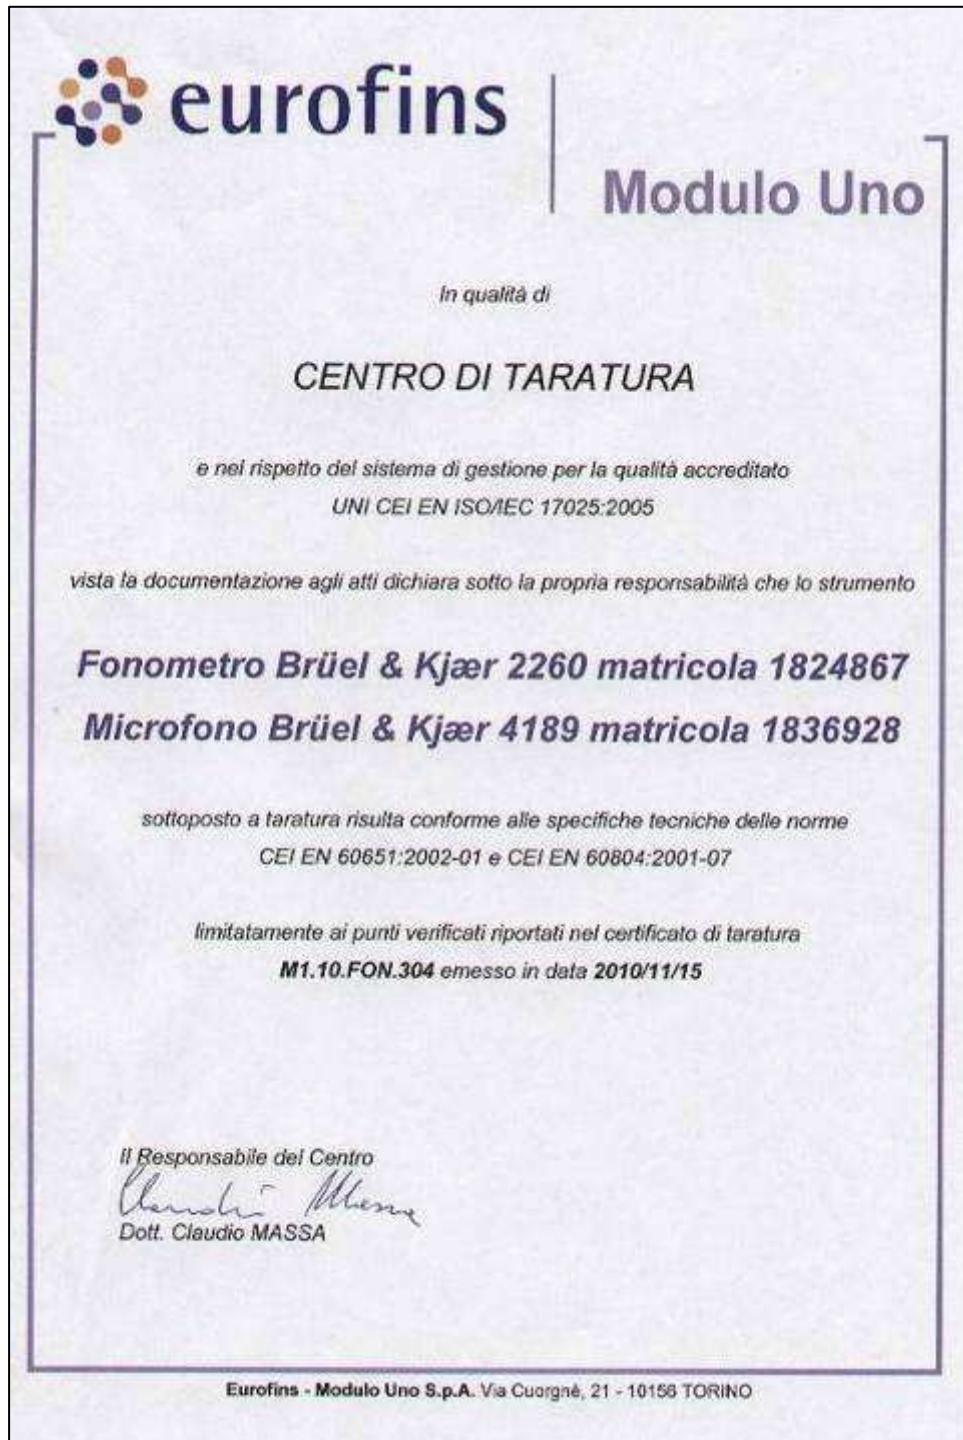 eurofins
Modulo Uno
In qualità di
CENTRO DI TARATURA
e nel rispetto del sistema di gestione per la qualità accreditato
UNI CEI EN ISO/IEC 17025:2005
vista la documentazione agli atti dichiara sotto la propria responsabilità che lo strumento
Fonometro Brüel & Kjær 2260 matricola 1824867
Microfono Brüel & Kjær 4189 matricola 1836928
sottoposto a taratura risulta conforme alle specifiche tecniche delle norme
CEI EN 60651:2002-01 e CEI EN 60804:2001-07
limitatamente ai punti verificati riportati nel certificato di taratura
M1.10.FON.304 emesso in data 2010/11/15
Il Responsabile del Centro
Claudio Massa
Dott. Claudio MASSA
Eurofins - Modulo Uno S.p.A. Via Cuorgnè, 21 - 10156 TORINO